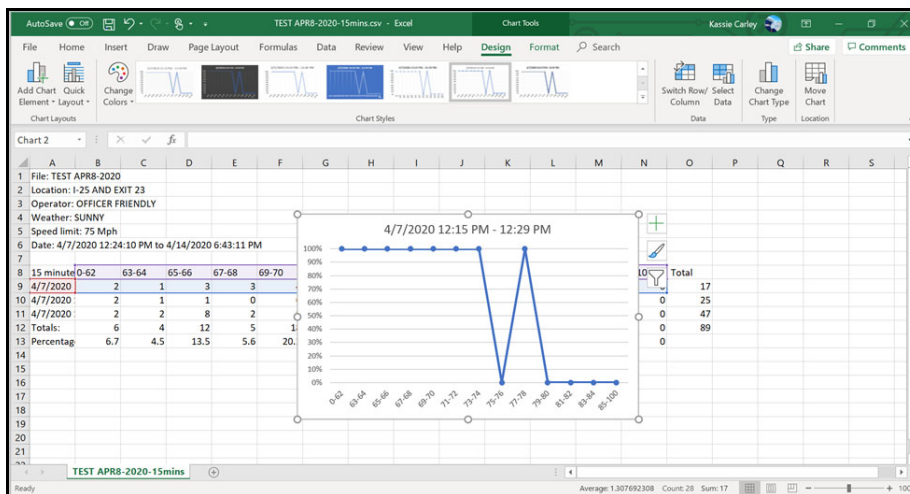 AutoSave Off TEST APR8-2020-15mins.csv - Excel Chart Tools Kassie Carley
File Home Insert Draw Page Layout Formulas Data Review View Help Design Format Search Share Comments
Add Chart Element Quick Layout Change Colors Switch Row/ Column Select Data Change Chart Type Move Chart
Chart Layouts Chart Styles Data Type Location
Chart 2 fx
A B C D E F G H I J K L M N O P Q R S
1 File: TEST APR8-2020
2 Location: I-25 AND EXIT 23
3 Operator: OFFICER FRIENDLY
4 Weather: SUNNY
5 Speed limit: 75 Mph
6 Date: 4/7/2020 12:24:10 PM to 4/14/2020 6:43:11 PM
7
8 15 minute 0-62 63-64 65-66 67-68 69-70 Total
9 4/7/2020 2 1 3 3 17
10 4/7/2020 2 1 1 0 0 25
11 4/7/2020 2 2 8 2 0 47
12 Totals: 6 4 12 5 0 89
13 Percentag 6.7 4.5 13.5 5.6 20. 0
14
15
16
17
18
19
20
21
4/7/2020 12:15 PM - 12:29 PM
100%
90%
80%
70%
60%
50%
40%
30%
20%
10%
0%
0-62 63-64 65-66 67-68 69-70 71-72 73-74 75-76 77-78 79-80 81-82 83-84 85-100
TEST APR8-2020-15mins
Ready Average: 1.307692308 Count: 28 Sum: 17 100